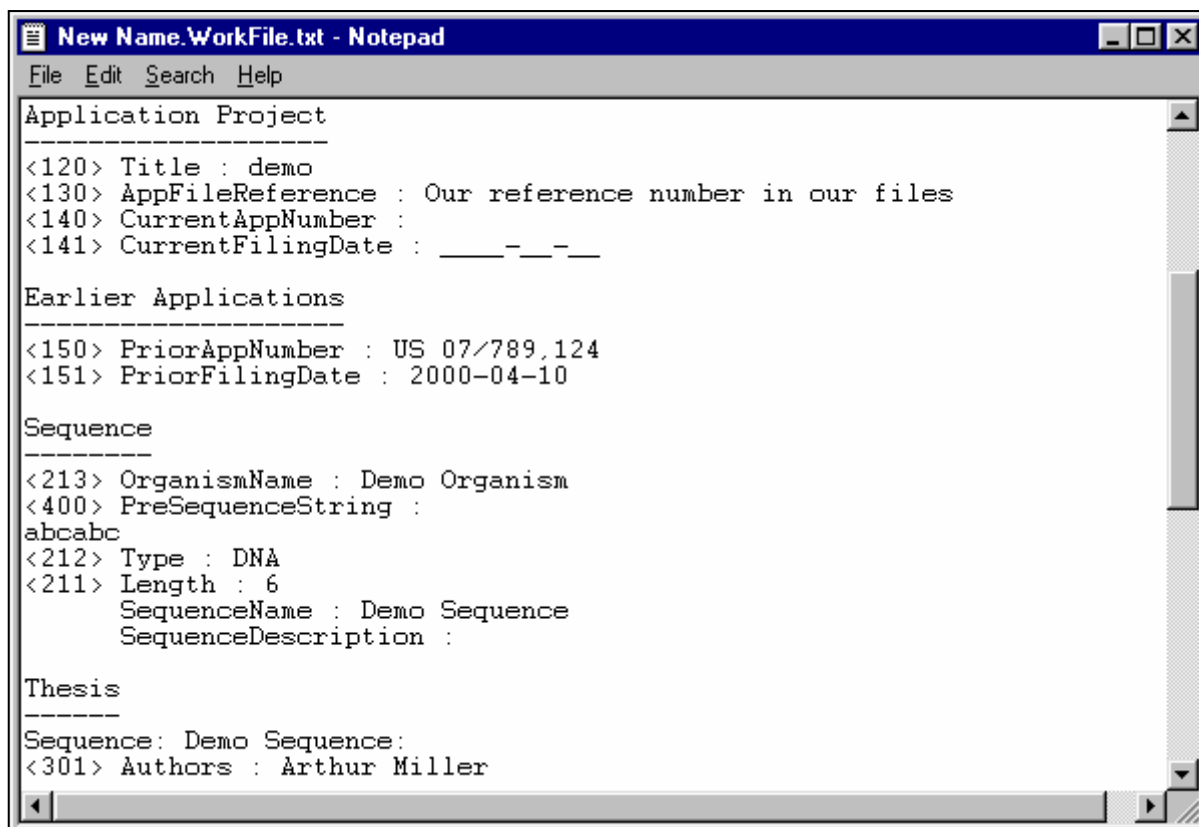 New Name.WorkFile.txt - Notepad
File Edit Search Help
Application Project
-------------------
<120> Title : demo
<130> AppFileReference : Our reference number in our files
<140> CurrentAppNumber :
<141> CurrentFilingDate : ____-__-__
Earlier Applications
--------------------
<150> PriorAppNumber : US 07/789,124
<151> PriorFilingDate : 2000-04-10
Sequence
--------
<213> OrganismName : Demo Organism
<400> PreSequenceString :
abcabc
<212> Type : DNA
<211> Length : 6
SequenceName : Demo Sequence
SequenceDescription :
Thesis
------
Sequence: Demo Sequence:
<301> Authors : Arthur Miller